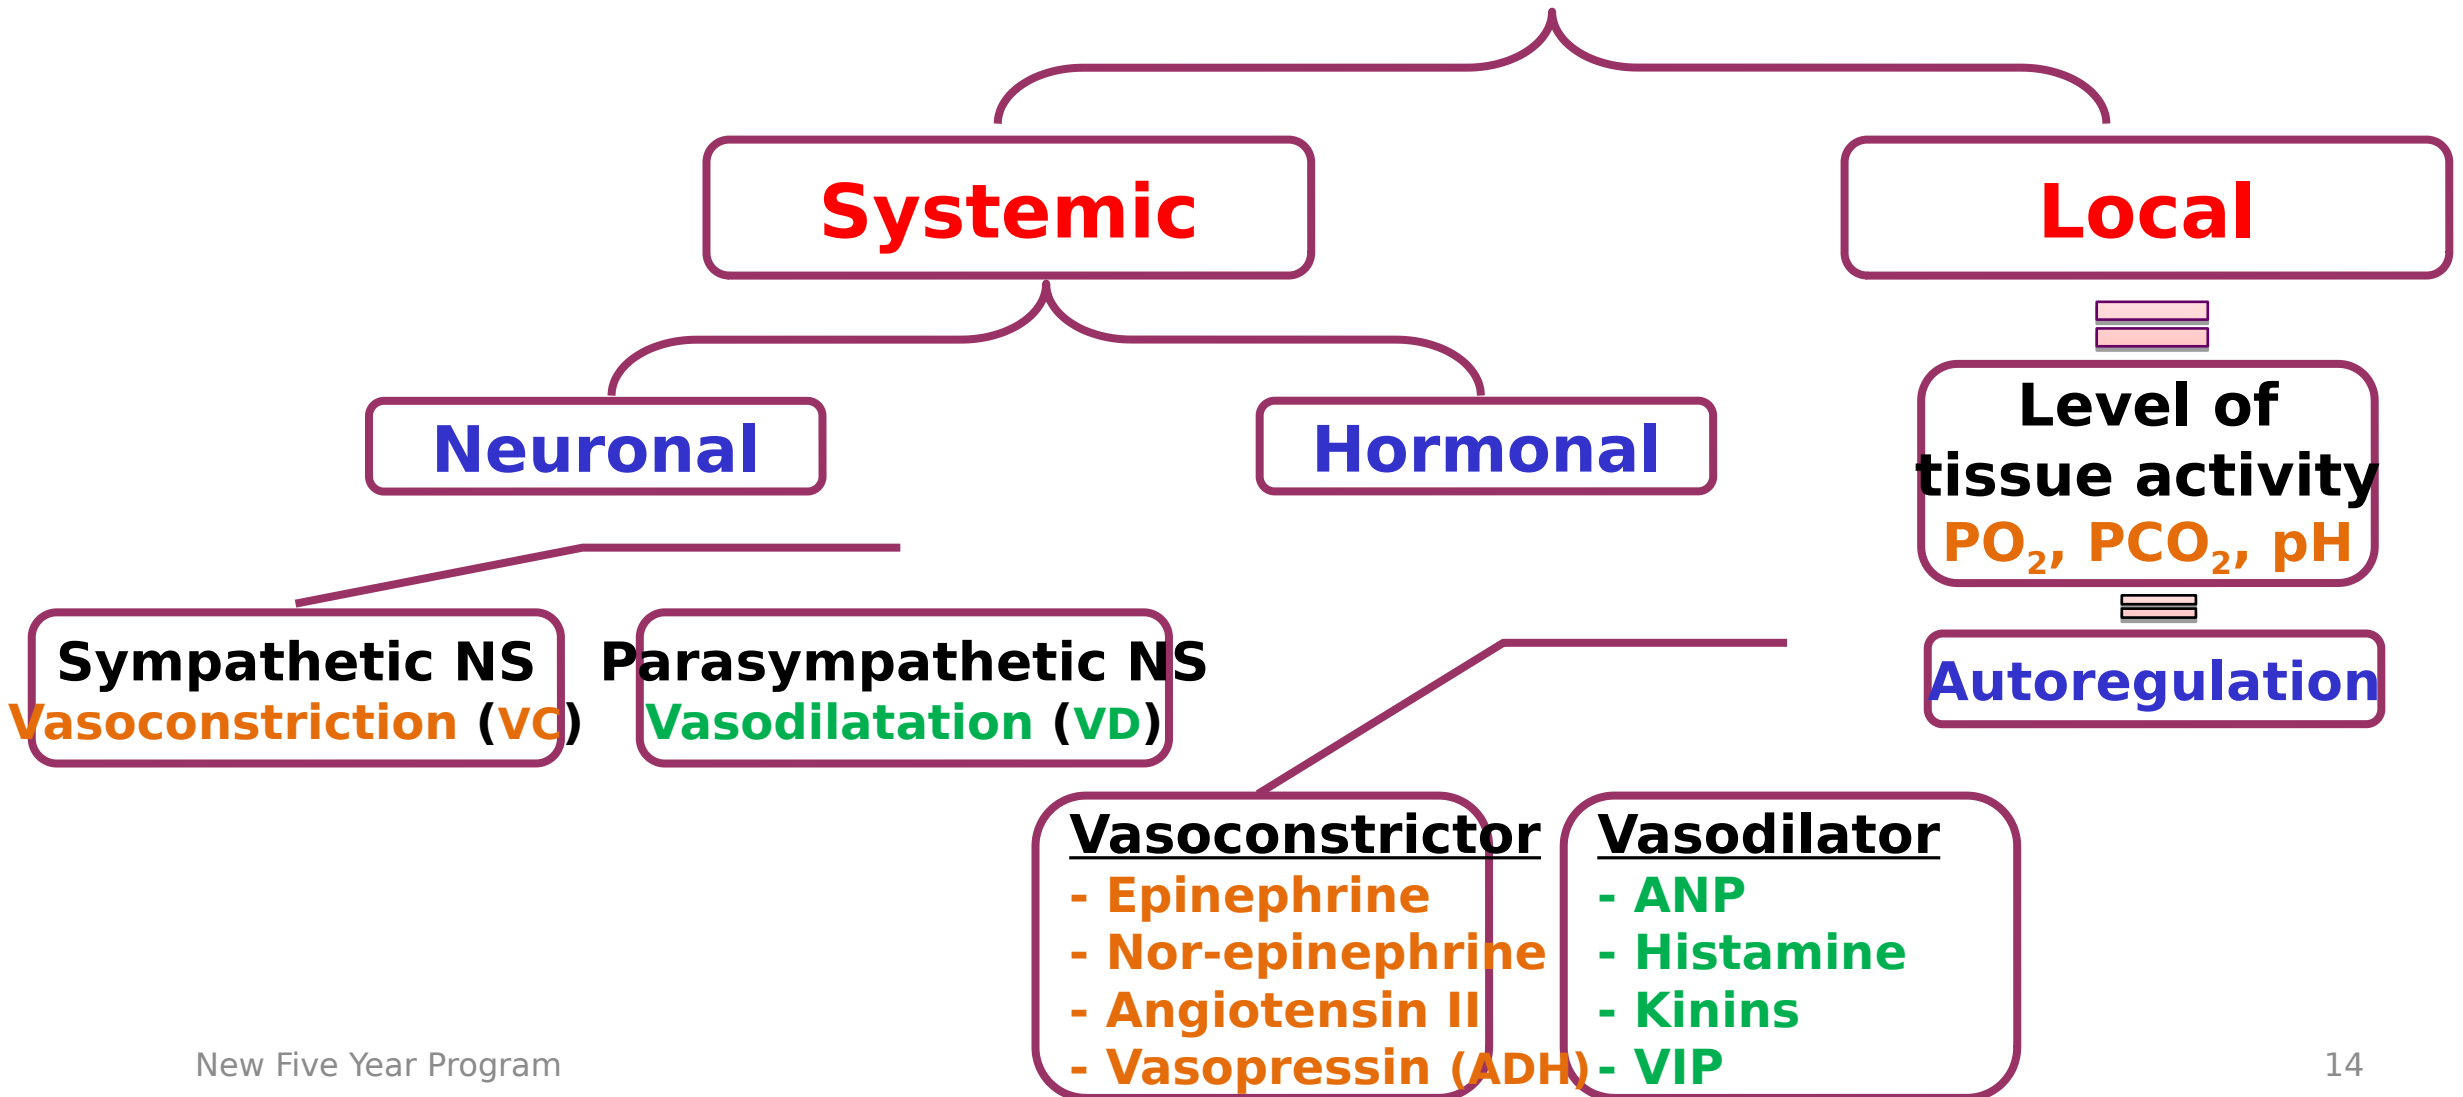 Systemic
Local
Neuronal
Hormonal
Level of
tissue activity
PO₂, PCO₂, pH
Autoregulation
Sympathetic NS
Vasoconstriction (VC)
Parasympathetic NS
Vasodilatation (VD)
Vasoconstrictor
- Epinephrine
- Nor-epinephrine
- Angiotensin II
- Vasopressin (ADH)
Vasodilator
- ANP
- Histamine
- Kinins
- VIP
New Five Year Program
14